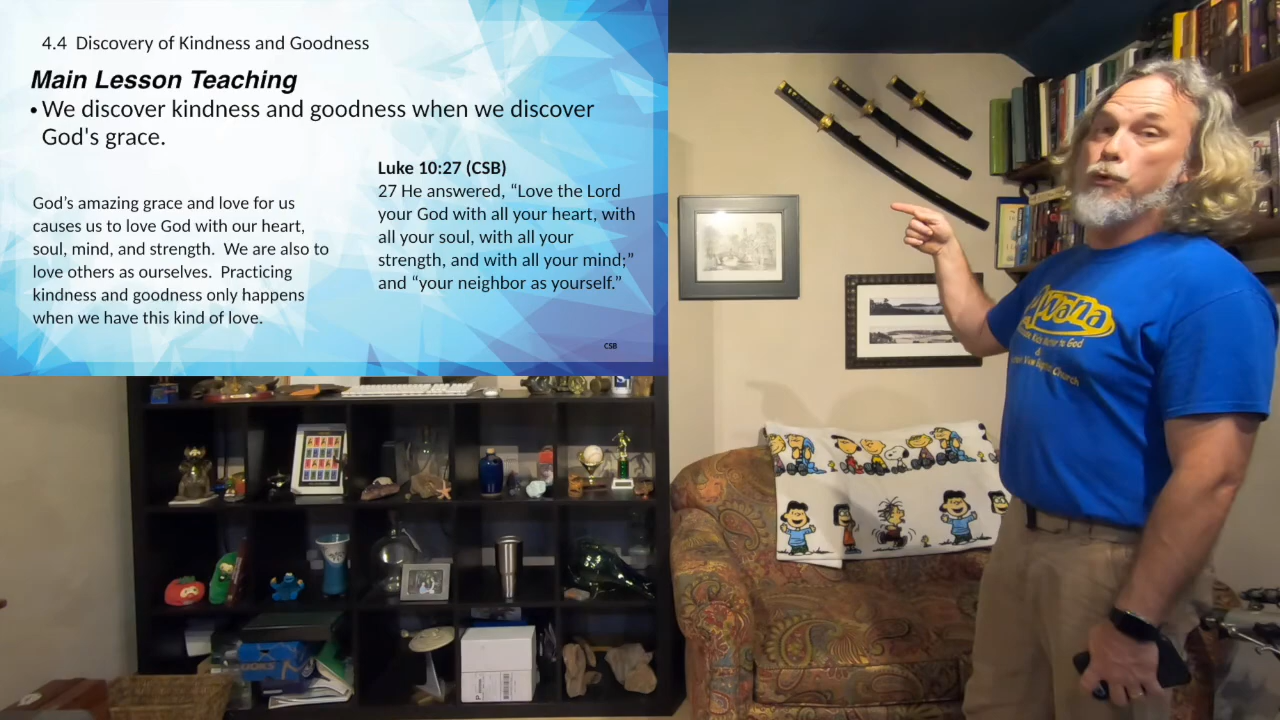 4.4 Discovery of Kindness and Goodness
Main Lesson Teaching
• We discover kindness and goodness when we discover
God's grace.
Luke 10:27 (CSB)
27 He answered, “Love the Lord
your God with all your heart, with
all your soul, with all your
strength, and with all your mind;”
and “your neighbor as yourself.”
God’s amazing grace and love for us
causes us to love God with our heart,
soul, mind, and strength. We are also to
love others as ourselves. Practicing
kindness and goodness only happens
when we have this kind of love.
CSB
Awana
to God
&
View Baptist Church